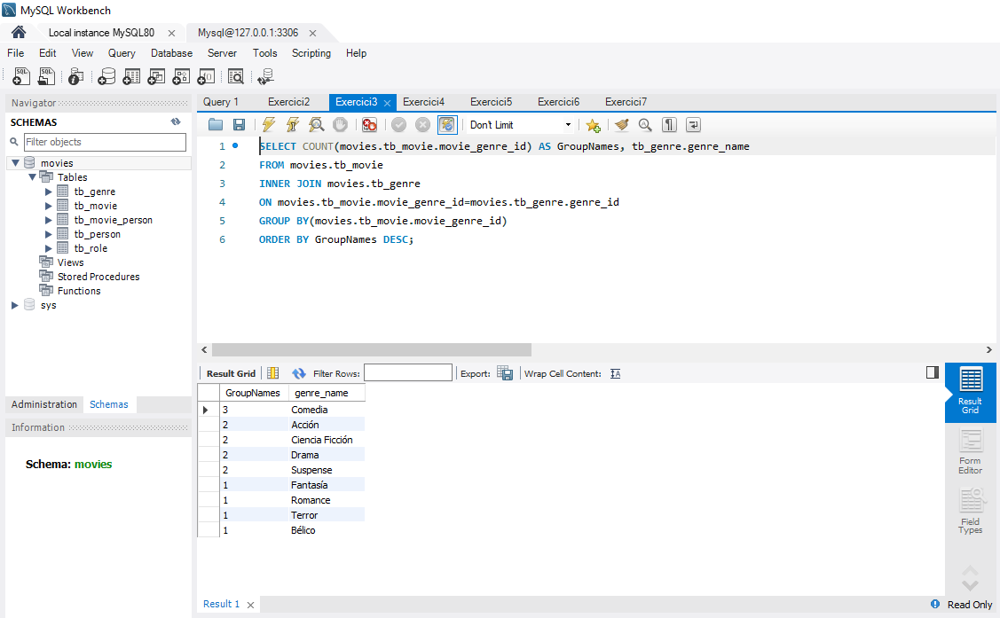 MySQL Workbench
Local instance MySQL80
Mysql@127.0.0.1:3306
File Edit View Query Database Server Tools Scripting Help
Navigator
SCHEMAS
Filter objects
movies
Tables
tb_genre
tb_movie
tb_movie_person
tb_person
tb_role
Views
Stored Procedures
Functions
sys
Administration Schemas
Information
Schema: movies
Query 1 Exercici2 Exercici3 Exercici4 Exercici5 Exercici6 Exercici7
Don't Limit
1 SELECT COUNT(movies.tb_movie.movie_genre_id) AS GroupNames, tb_genre.genre_name
2 FROM movies.tb_movie
3 INNER JOIN movies.tb_genre
4 ON movies.tb_movie.movie_genre_id=movies.tb_genre.genre_id
5 GROUP BY(movies.tb_movie.movie_genre_id)
6 ORDER BY GroupNames DESC;
Result Grid Filter Rows: Export: Wrap Cell Content:
GroupNames genre_name
3 Comedia
2 Acción
2 Ciencia Ficción
2 Drama
2 Suspense
1 Fantasía
1 Romance
1 Terror
1 Bélico
Result
Grid
Form
Editor
Field
Types
Result 1
Read Only